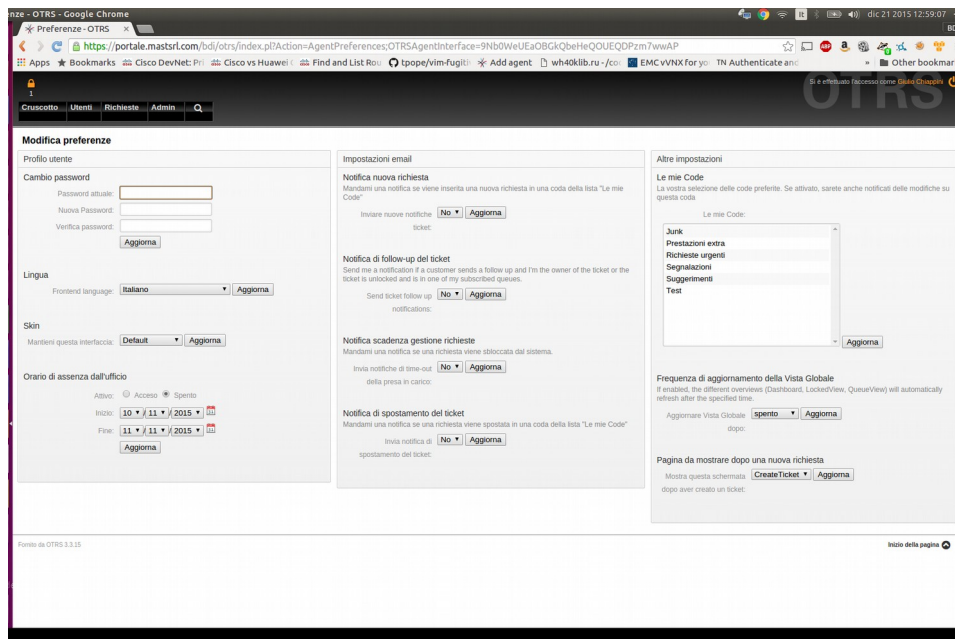 nze - OTRS - Google Chrome
It
dic 21 2015 12:59:07
Preferenze - OTRS
BD
https://portale.mastsrl.com/bdi/otrs/index.pl?Action=AgentPreferences;OTRSAgentInterface=9Nb0WeUEaOBGkQbeHeQOUEQDPzm7wwAP
Apps
Bookmarks
Cisco DevNet: Pri
Cisco vs Huawei (
Find and List Rou
tpope/vim-fugiti
Add agent
wh40klib.ru - /co
EMC vVNX for yo
TN Authenticate and
»
Other bookmar
1
Si è effettuato l'accesso come Giulio Chiappini
OTRS
Cruscotto Utenti Richieste Admin
Modifica preferenze
Profilo utente
Cambio password
Password attuale:
Nuova Password:
Verifica password:
Aggiorna
Lingua
Frontend language: Italiano Aggiorna
Skin
Mantieni questa interfaccia: Default Aggiorna
Orario di assenza dall'ufficio
Attivo: Acceso Spento
Inizio: 10 / 11 / 2015
Fine: 11 / 11 / 2015
Aggiorna
Impostazioni email
Notifica nuova richiesta
Mandami una notifica se viene inserita una nuova richiesta in una coda della lista "Le mie
Code"
Inviare nuove notifiche No Aggiorna
ticket:
Notifica di follow-up del ticket
Send me a notification if a customer sends a follow up and I'm the owner of the ticket or the
ticket is unlocked and is in one of my subscribed queues.
Send ticket follow up No Aggiorna
notifications:
Notifica scadenza gestione richieste
Mandami una notifica se una richiesta viene sbloccata dal sistema.
Invia notifiche di time-out No Aggiorna
della presa in carico:
Notifica di spostamento del ticket
Mandami una notifica se una richiesta viene spostata in una coda della lista "Le mie Code"
Invia notifica di No Aggiorna
spostamento del ticket:
Altre impostazioni
Le mie Code
La vostra selezione delle code preferite. Se attivato, sarete anche notificati delle modifiche su
questa coda
Le mie Code:
Junk
Prestazioni extra
Richieste urgenti
Segnalazioni
Suggerimenti
Test
Aggiorna
Frequenza di aggiornamento della Vista Globale
If enabled, the different overviews (Dashboard, LockedView, QueueView) will automatically
refresh after the specified time.
Aggiornare Vista Globale spento Aggiorna
dopo:
Pagina da mostrare dopo una nuova richiesta
Mostra questa schermata CreateTicket Aggiorna
dopo aver creato un ticket:
Fornito da OTRS 3.3.15
Inizio della pagina